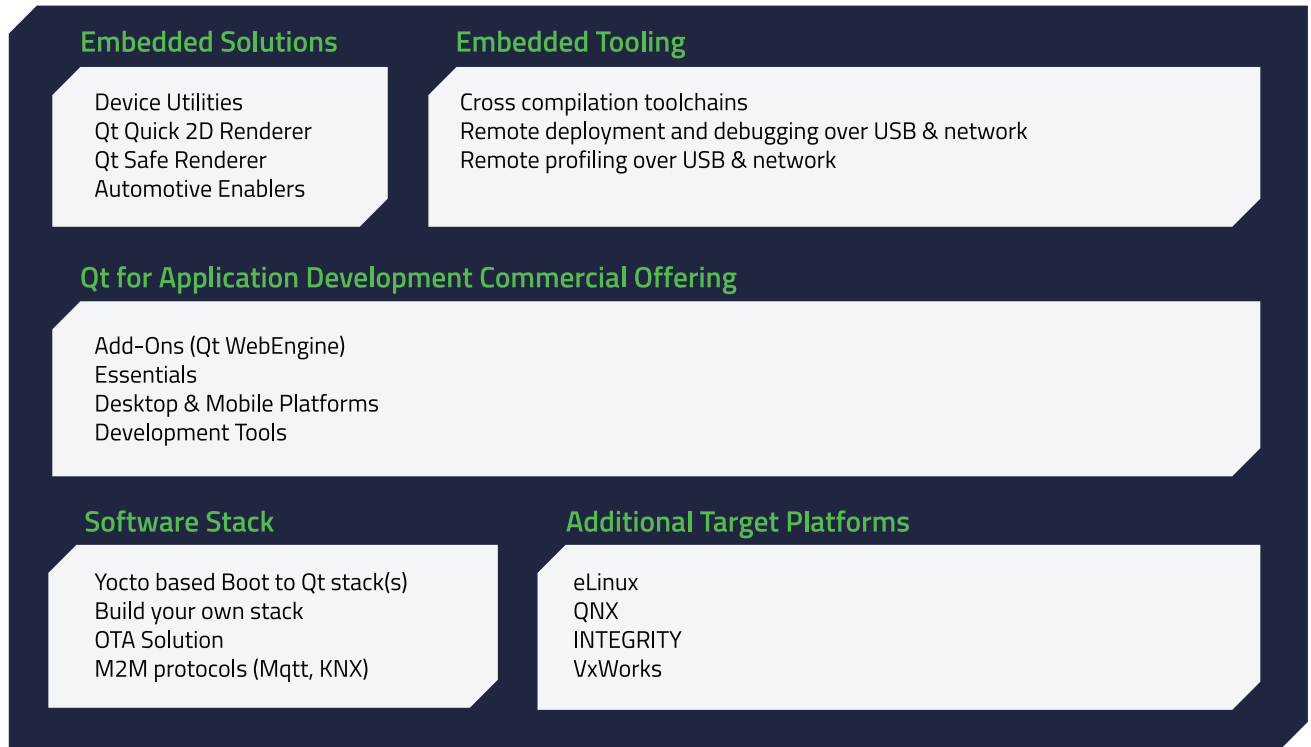 Embedded Solutions
Device Utilities
Qt Quick 2D Renderer
Qt Safe Renderer
Automotive Enablers
Embedded Tooling
Cross compilation toolchains
Remote deployment and debugging over USB & network
Remote profiling over USB & network
Qt for Application Development Commercial Offering
Add-Ons (Qt WebEngine)
Essentials
Desktop & Mobile Platforms
Development Tools
Software Stack
Yocto based Boot to Qt stack(s)
Build your own stack
OTA Solution
M2M protocols (Mqtt, KNX)
Additional Target Platforms
eLinux
QNX
INTEGRITY
VxWorks